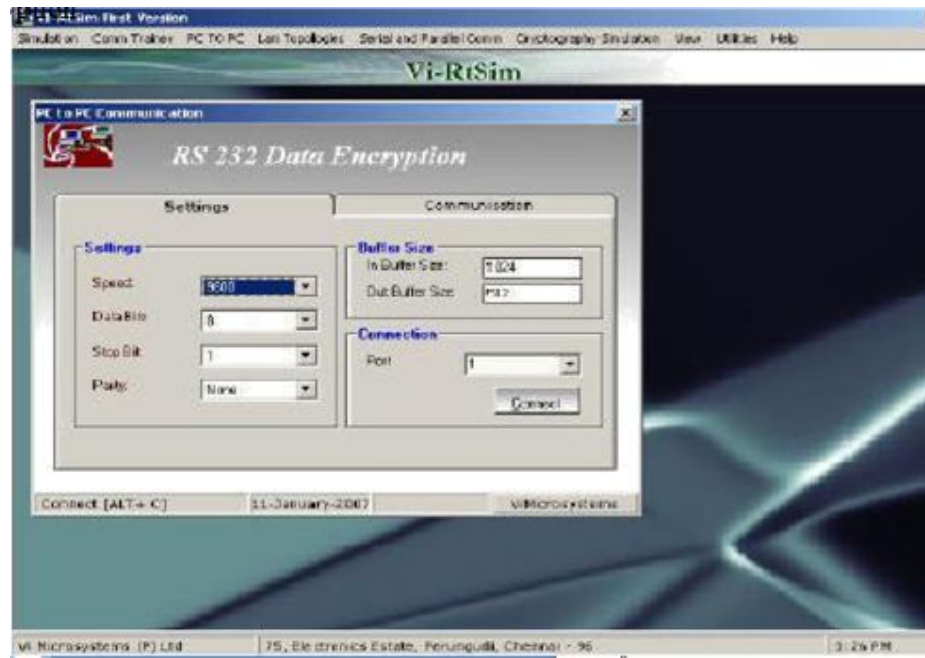 Vi-RtSim First Version
Simulation Comm Trainer PC TO PC Lan Topologies Serial and Parallel Comm Cryptography Simulation View Utilities Help
Vi-RtSim
PC to PC Communication
RS 232 Data Encryption
Settings Communication
Settings
Speed: 9600
Data Bits 8
Stop Bit 1
Parity: None
Buffer Size
In Buffer Size: 1024
Out Buffer Size 512
Connection
Port 1
Connect
Connect [ALT+ C] 11-January-2007 ViMicrosystems
Vi Microsystems (P) Ltd 75, Electronics Estate, Perungudi, Chennai - 96 3:26 PM